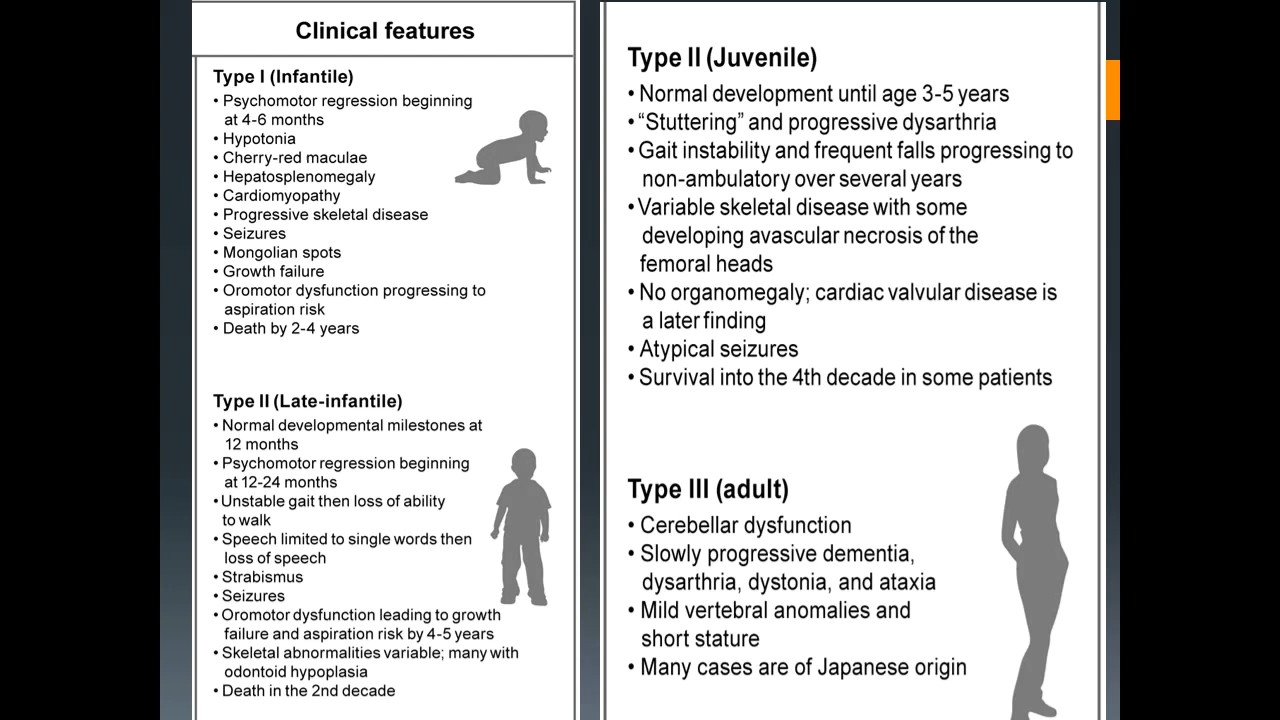 Clinical features
Type I (Infantile)
• Psychomotor regression beginning
at 4-6 months
• Hypotonia
• Cherry-red maculae
• Hepatosplenomegaly
• Cardiomyopathy
• Progressive skeletal disease
• Seizures
• Mongolian spots
• Growth failure
• Oromotor dysfunction progressing to
aspiration risk
• Death by 2-4 years
Type II (Late-infantile)
• Normal developmental milestones at
12 months
• Psychomotor regression beginning
at 12-24 months
• Unstable gait then loss of ability
to walk
• Speech limited to single words then
loss of speech
• Strabismus
• Seizures
• Oromotor dysfunction leading to growth
failure and aspiration risk by 4-5 years
• Skeletal abnormalities variable; many with
odontoid hypoplasia
• Death in the 2nd decade
Type II (Juvenile)
• Normal development until age 3-5 years
• “Stuttering” and progressive dysarthria
• Gait instability and frequent falls progressing to
non-ambulatory over several years
• Variable skeletal disease with some
developing avascular necrosis of the
femoral heads
• No organomegaly; cardiac valvular disease is
a later finding
• Atypical seizures
• Survival into the 4th decade in some patients
Type III (adult)
• Cerebellar dysfunction
• Slowly progressive dementia,
dysarthria, dystonia, and ataxia
• Mild vertebral anomalies and
short stature
• Many cases are of Japanese origin